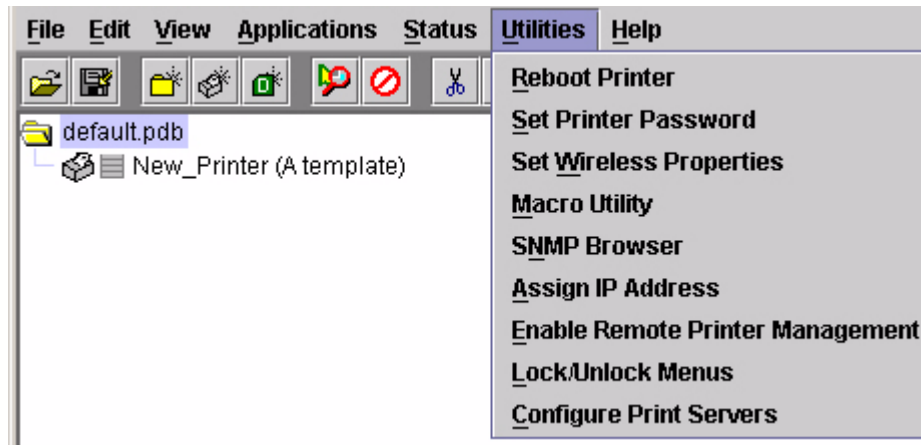 File Edit View Applications Status Utilities Help
default.pdb
New_Printer (A template)
Reboot Printer
Set Printer Password
Set Wireless Properties
Macro Utility
SNMP Browser
Assign IP Address
Enable Remote Printer Management
Lock/Unlock Menus
Configure Print Servers